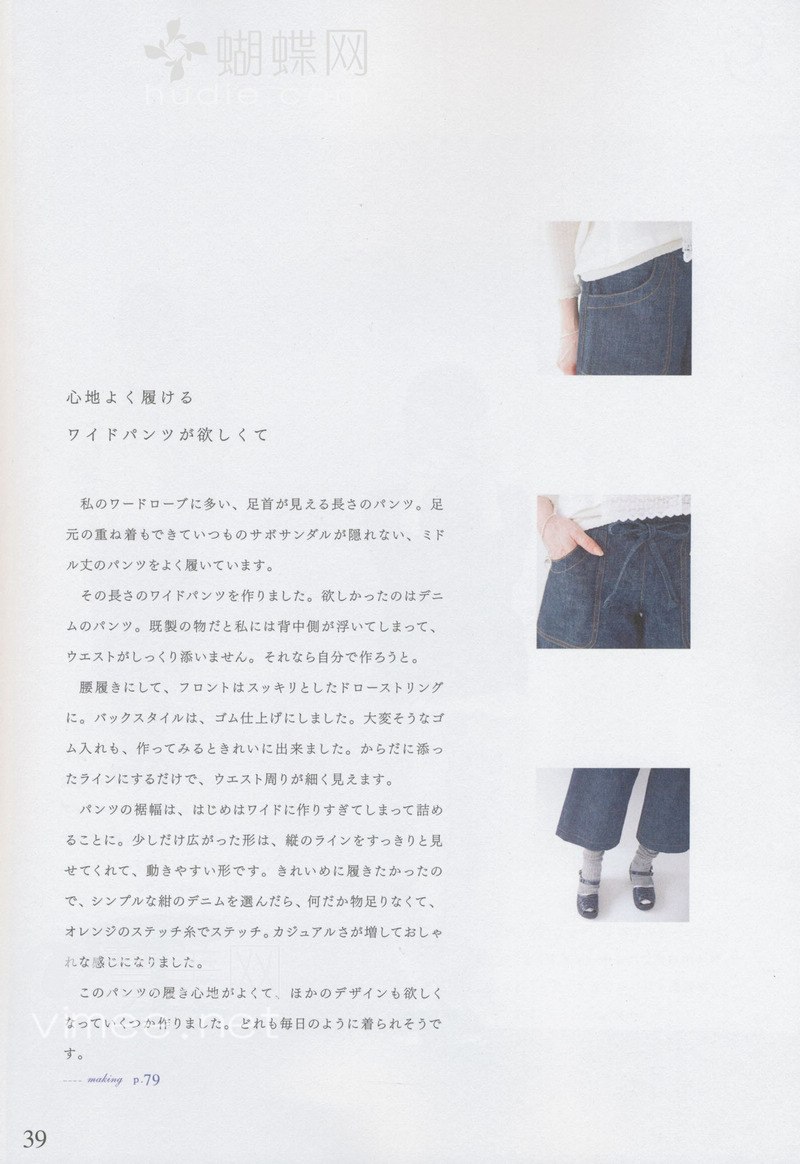 蝴蝶网
心地よく履ける
ワイドパンツが欲しくて
私のワードローブに多い、足首が見える長さのパンツ。足
元の重ね着もできていつものサボサンダルが隠れない、ミド
ル丈のパンツをよく履いています。
その長さのワイドパンツを作りました。欲しかったのはデニ
ムのパンツ。既製の物だと私には背中側が浮いてしまって、
ウエストがしっくり添いません。それなら自分で作ろうと。
腰履きにして、フロントはスッキリとしたドローストリング
に。バックスタイルは、ゴム仕上げにしました。大変そうなゴ
ム入れも、作ってみるときれいに出来ました。からだに添っ
たラインにするだけで、ウエスト周りが細く見えます。
パンツの裾幅は、はじめはワイドに作りすぎてしまって詰め
ることに。少しだけ広がった形は、縦のラインをすっきりと見
せてくれて、動きやすい形です。きれいめに履きたかったの
で、シンプルな紺のデニムを選んだら、何だか物足りなくて、
オレンジのステッチ糸でステッチ。カジュアルさが増しておしゃ
れな感じになりました。
このパンツの履き心地がよくて、ほかのデザインも欲しく
なっていくつか作りました。どれも毎日のように着られそうで
す。
---- making p.79
39